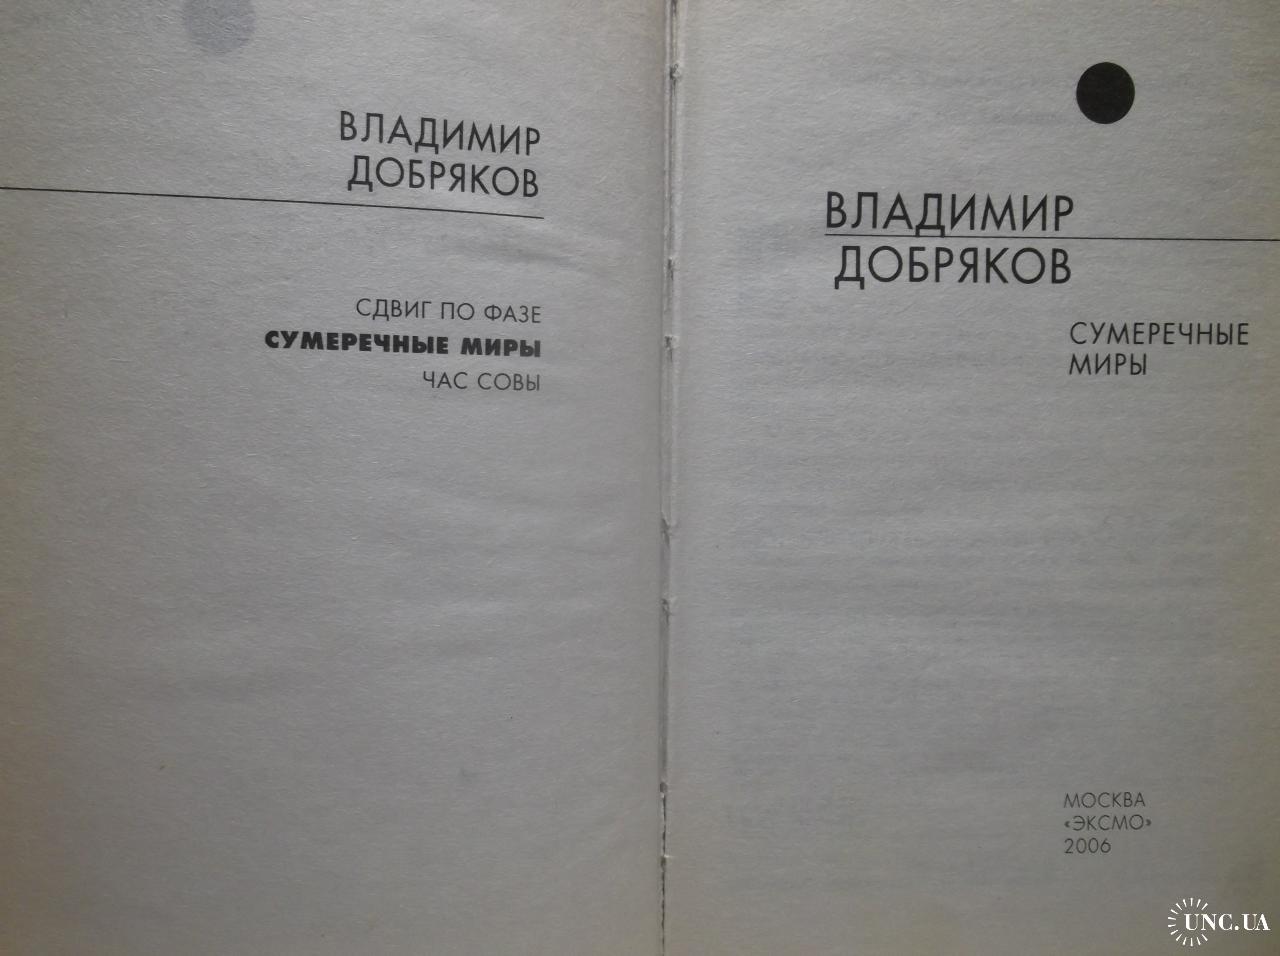 ВЛАДИМИР
ДОБРЯКОВ
СДВИГ ПО ФАЗЕ
СУМЕРЕЧНЫЕ МИРЫ
ЧАС СОВЫ
ВЛАДИМИР
ДОБРЯКОВ
СУМЕРЕЧНЫЕ
МИРЫ
МОСКВА
«ЭКСМО»
2006
UNC.UA